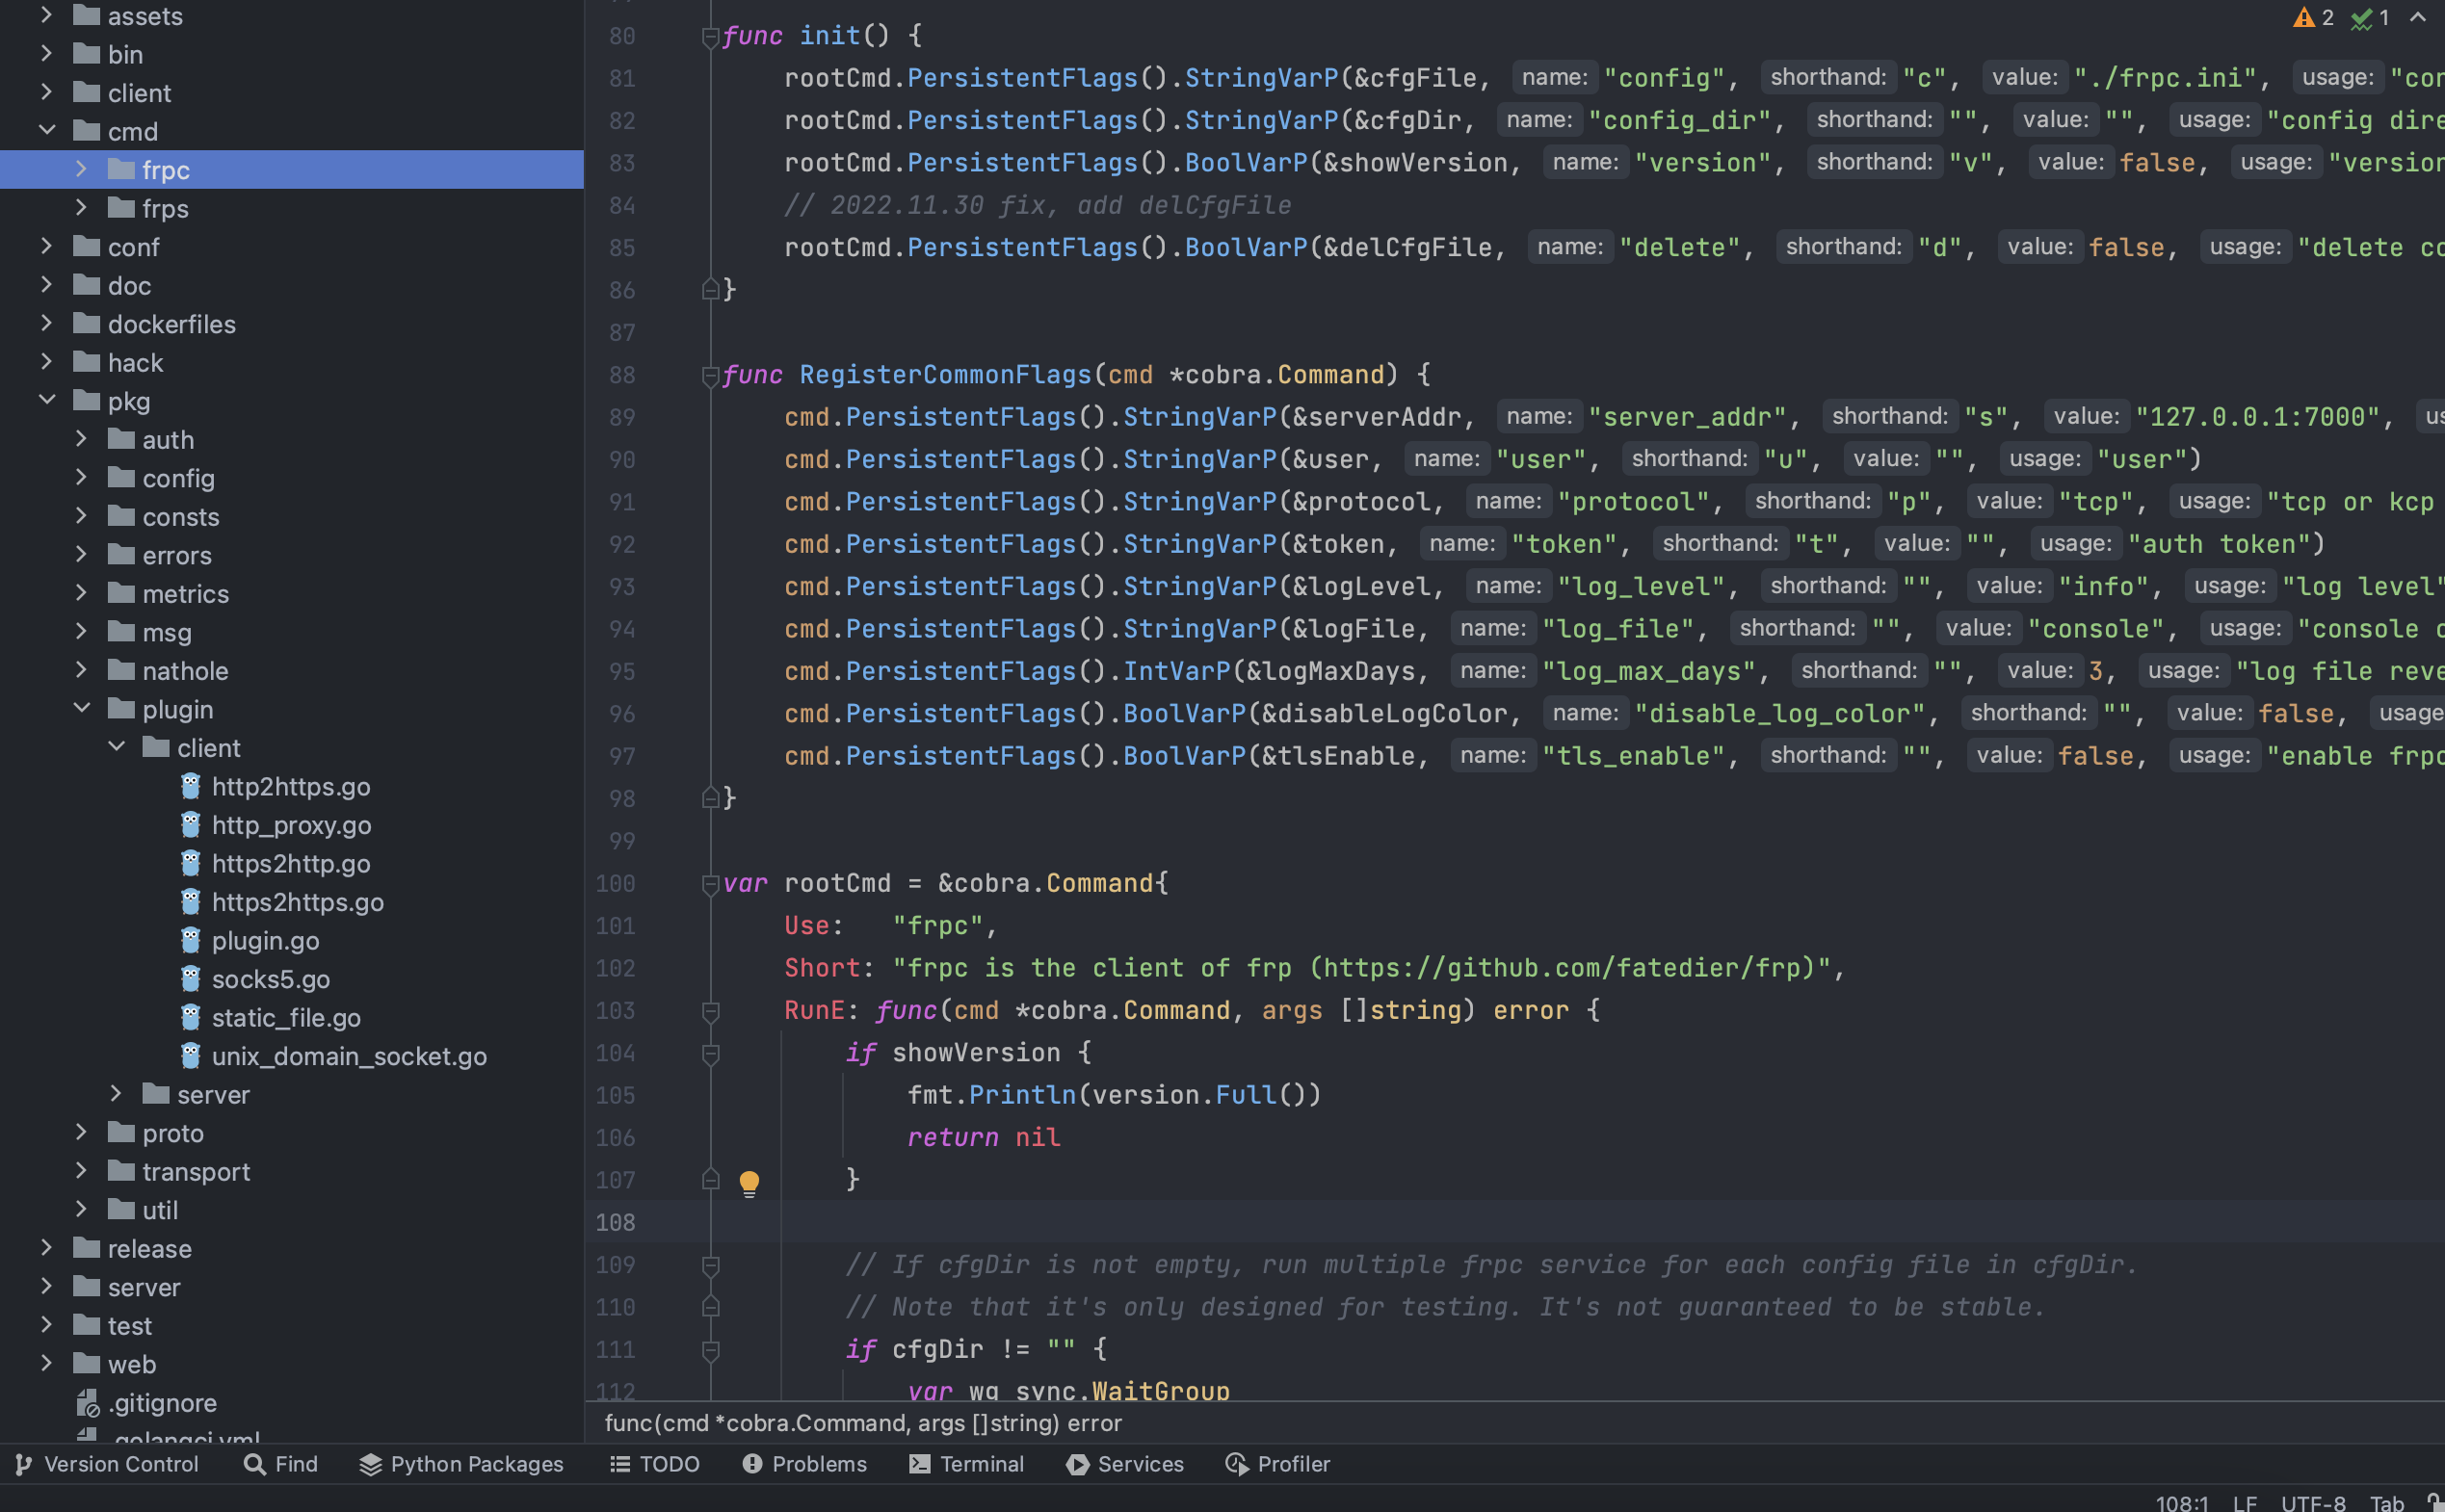 assets
bin
client
cmd
frpc
frps
conf
doc
dockerfiles
hack
pkg
auth
config
consts
errors
metrics
msg
nathole
plugin
client
http2https.go
http_proxy.go
https2http.go
https2https.go
plugin.go
socks5.go
static_file.go
unix_domain_socket.go
server
proto
transport
util
release
server
test
web
.gitignore
.golangci.yml
2 1
80 func init() {
81 rootCmd.PersistentFlags().StringVarP(&cfgFile, name: "config", shorthand: "c", value: "./frpc.ini", usage: "con
82 rootCmd.PersistentFlags().StringVarP(&cfgDir, name: "config_dir", shorthand: "", value: "", usage: "config dire
83 rootCmd.PersistentFlags().BoolVarP(&showVersion, name: "version", shorthand: "v", value: false, usage: "version
84 // 2022.11.30 fix, add delCfgFile
85 rootCmd.PersistentFlags().BoolVarP(&delCfgFile, name: "delete", shorthand: "d", value: false, usage: "delete co
86 }
87
88 func RegisterCommonFlags(cmd *cobra.Command) {
89 cmd.PersistentFlags().StringVarP(&serverAddr, name: "server_addr", shorthand: "s", value: "127.0.0.1:7000", us
90 cmd.PersistentFlags().StringVarP(&user, name: "user", shorthand: "u", value: "", usage: "user")
91 cmd.PersistentFlags().StringVarP(&protocol, name: "protocol", shorthand: "p", value: "tcp", usage: "tcp or kcp
92 cmd.PersistentFlags().StringVarP(&token, name: "token", shorthand: "t", value: "", usage: "auth token")
93 cmd.PersistentFlags().StringVarP(&logLevel, name: "log_level", shorthand: "", value: "info", usage: "log level"
94 cmd.PersistentFlags().StringVarP(&logFile, name: "log_file", shorthand: "", value: "console", usage: "console o
95 cmd.PersistentFlags().IntVarP(&logMaxDays, name: "log_max_days", shorthand: "", value: 3, usage: "log file reve
96 cmd.PersistentFlags().BoolVarP(&disableLogColor, name: "disable_log_color", shorthand: "", value: false, usage
97 cmd.PersistentFlags().BoolVarP(&tlsEnable, name: "tls_enable", shorthand: "", value: false, usage: "enable frpc
98 }
99
100 var rootCmd = &cobra.Command{
101 Use: "frpc",
102 Short: "frpc is the client of frp (https://github.com/fatedier/frp)",
103 RunE: func(cmd *cobra.Command, args []string) error {
104 if showVersion {
105 fmt.Println(version.Full())
106 return nil
107 }
108
109 // If cfgDir is not empty, run multiple frpc service for each config file in cfgDir.
110 // Note that it's only designed for testing. It's not guaranteed to be stable.
111 if cfgDir != "" {
112 var wg sync.WaitGroup
func(cmd *cobra.Command, args []string) error
Version Control Find Python Packages TODO Problems Terminal Services Profiler
108:1 LF UTF-8 Tab